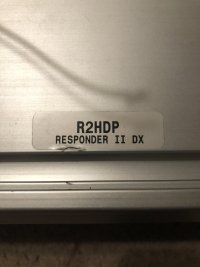 R2HDP
RESPONDER II DX